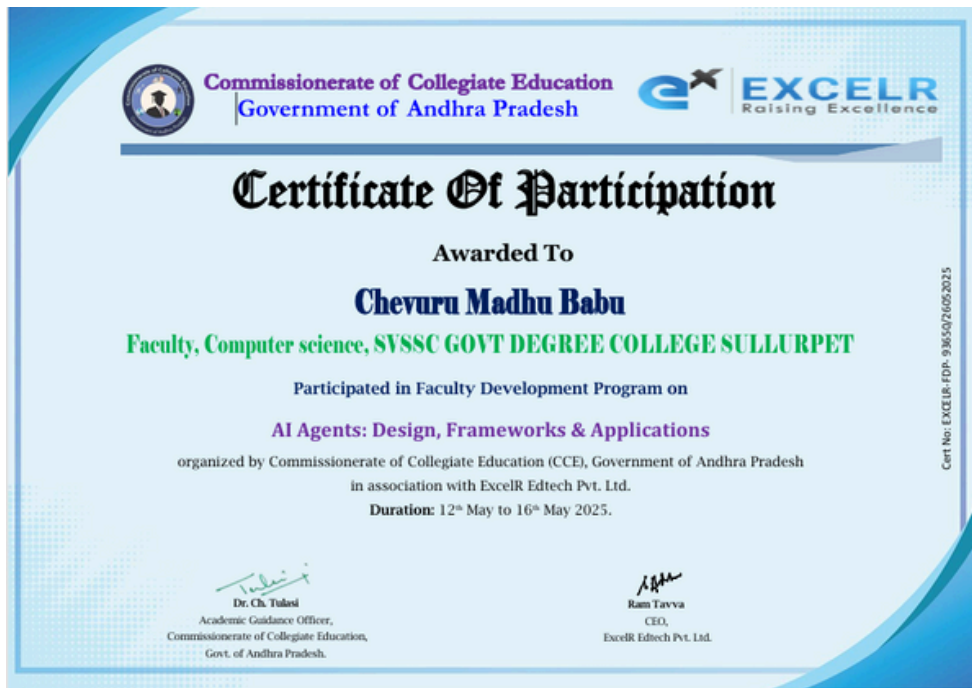 Commissionerate of Collegiate Education
Government of Andhra Pradesh
eX
EXCELR
Raising Excellence
Certificate Of Participation
Awarded To
Chevuru Madhu Babu
Faculty, Computer science, SVSSC GOVT DEGREE COLLEGE SULLURPET
Participated in Faculty Development Program on
AI Agents: Design, Frameworks & Applications
organized by Commissionerate of Collegiate Education (CCE), Government of Andhra Pradesh
in association with ExcelR Edtech Pvt. Ltd.
Duration: 12th May to 16th May 2025.
Cert No: EXCELR-FDP- 93650/26052025
Dr. Ch. Tulasi
Academic Guidance Officer,
Commissionerate of Collegiate Education,
Govt. of Andhra Pradesh.
Ram Tavva
CEO,
ExcelR Edtech Pvt. Ltd.